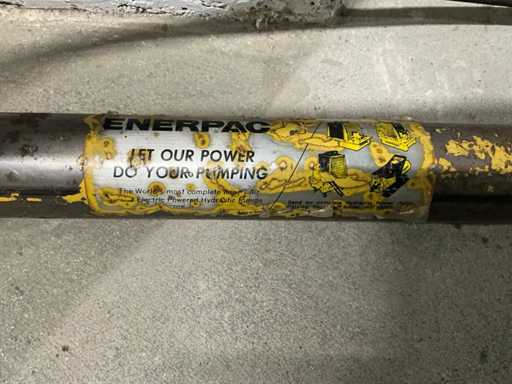 ENERPAC
LET OUR POWER
DO YOUR PUMPING
The World's most complete
Electric Powered Hydraulic Pumps